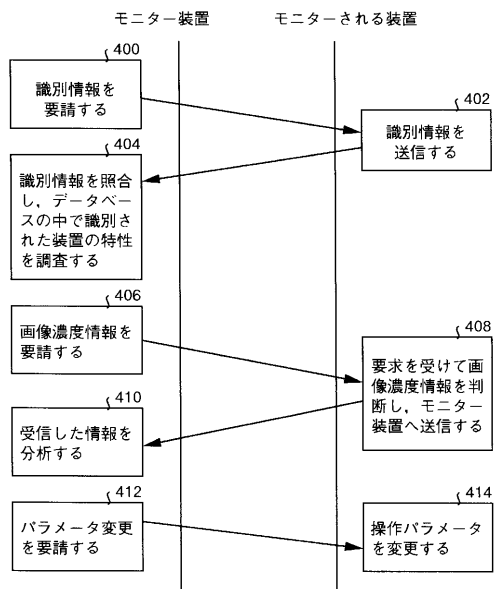 モニター装置
モニターされる装置
400
識別情報を
要請する
402
識別情報を
送信する
404
識別情報を照合
し，データベー
スの中で識別さ
れた装置の特性
を調査する
406
画像濃度情報を
要請する
408
要求を受けて画
像濃度情報を判
断し，モニター
装置へ送信する
410
受信した情報を
分析する
412
パラメータ変更
を要請する
414
操作パラメータ
を変更する